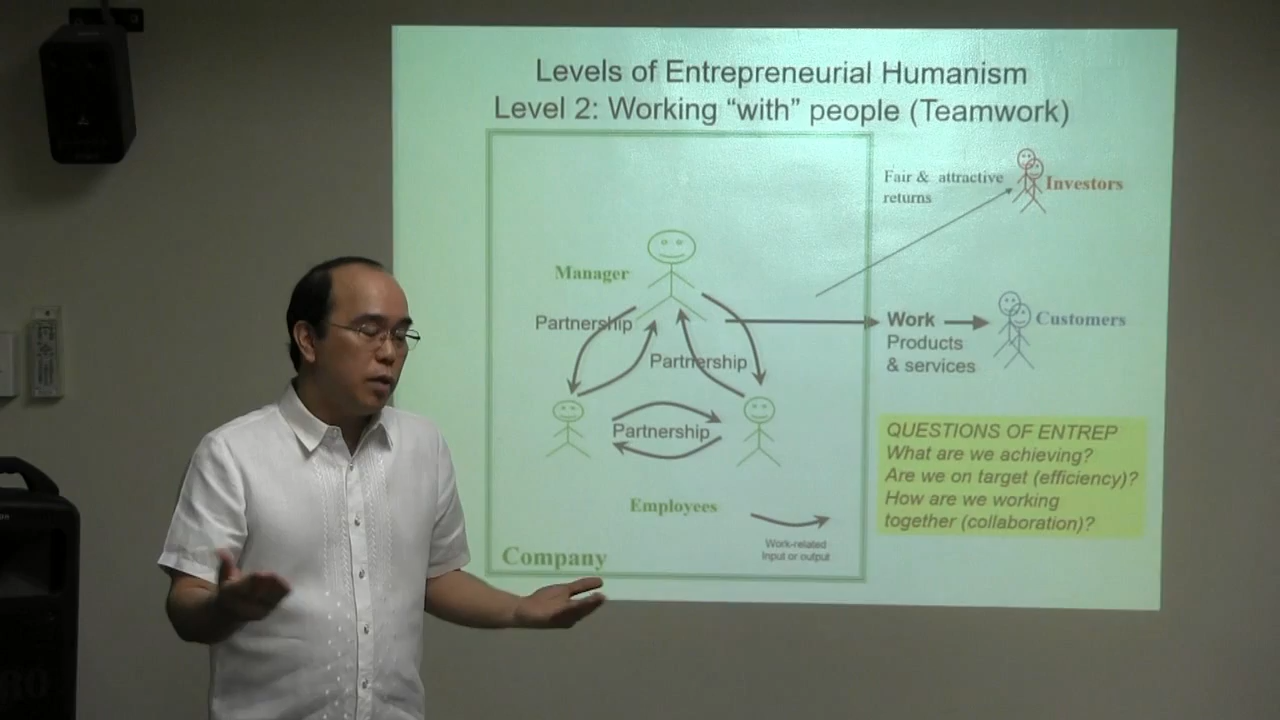 Levels of Entrepreneurial Humanism
Level 2: Working “with” people (Teamwork)
Fair & attractive
returns
Investors
Manager
Partnership
Work
Customers
Products
& services
Partnership
Partnership
QUESTIONS OF ENTREP
What are we achieving?
Are we on target (efficiency)?
How are we working
together (collaboration)?
Employees
Work-related
Input or output
Company